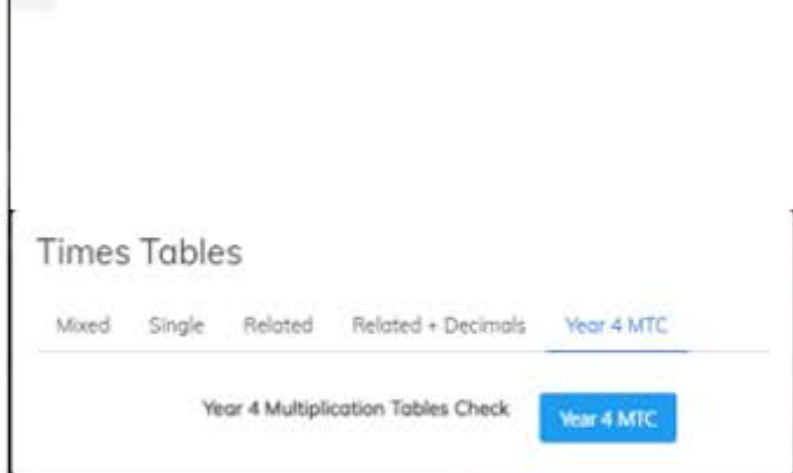 Times Tables
Mixed Single Related Related + Decimals Year 4 MTC
Year 4 Multiplication Tables Check Year 4 MTC